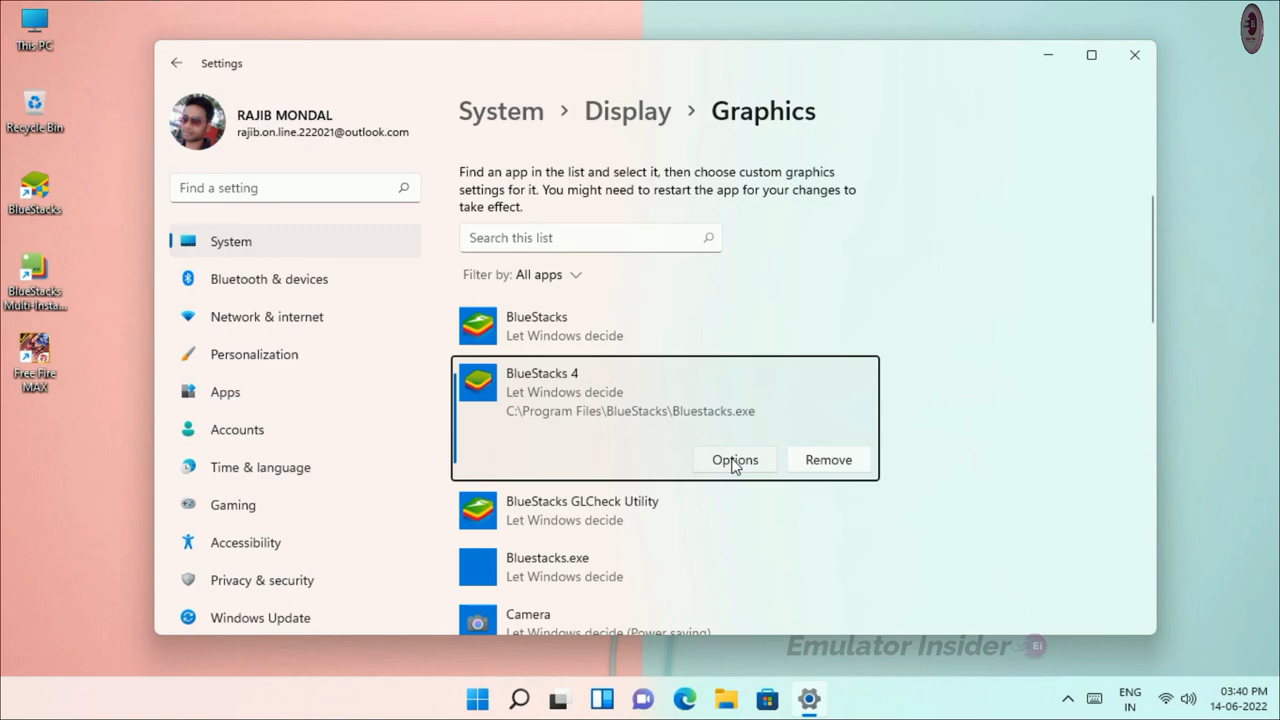 This PC
Recycle Bin
BlueStacks
BlueStacks
Multi-Insta...
Free Fire
MAX
Settings
RAJIB MONDAL
rajib.on.line.222021@outlook.com
Find a setting
System
Bluetooth & devices
Network & internet
Personalization
Apps
Accounts
Time & language
Gaming
Accessibility
Privacy & security
Windows Update
System > Display > Graphics
Find an app in the list and select it, then choose custom graphics
settings for it. You might need to restart the app for your changes to
take effect.
Search this list
Filter by: All apps
BlueStacks
Let Windows decide
BlueStacks 4
Let Windows decide
C:\Program Files\BlueStacks\Bluestacks.exe
Options
Remove
BlueStacks GLCheck Utility
Let Windows decide
Bluestacks.exe
Let Windows decide
Camera
Let Windows decide (Power saving)
Emulator Insider
Ei
ENG
IN
03:40 PM
14-06-2022